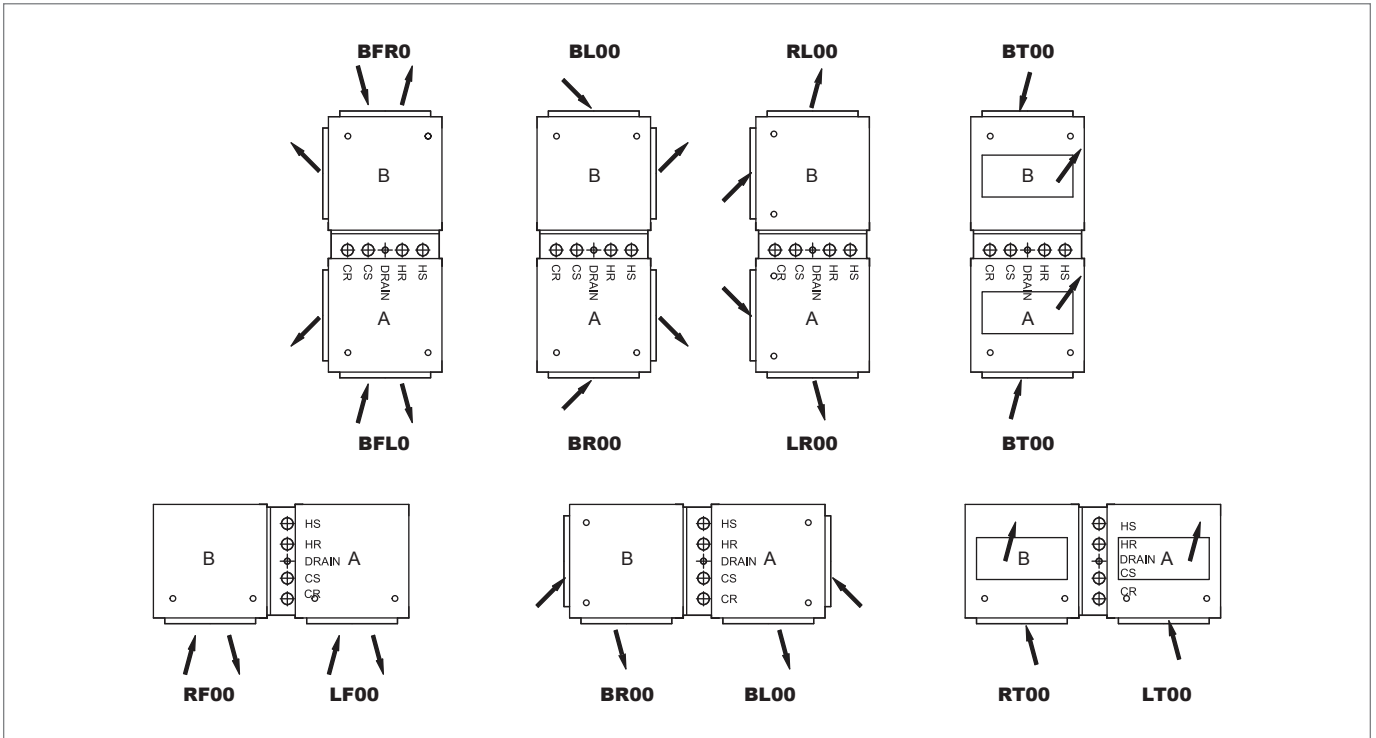 BFR0 BL00 RL00 BT00
B B B B
CR CS DRAIN HR HS CR CS DRAIN HR HS CR CS DRAIN HR HS CR CS DRAIN HR HS
A A A A
BFL0 BR00 LR00 BT00
HS HS HS
HR HR HR
B DRAIN A B DRAIN A B DRAIN A
CS CS CS
CR CR CR
RF00 LF00 BR00 BL00 RT00 LT00